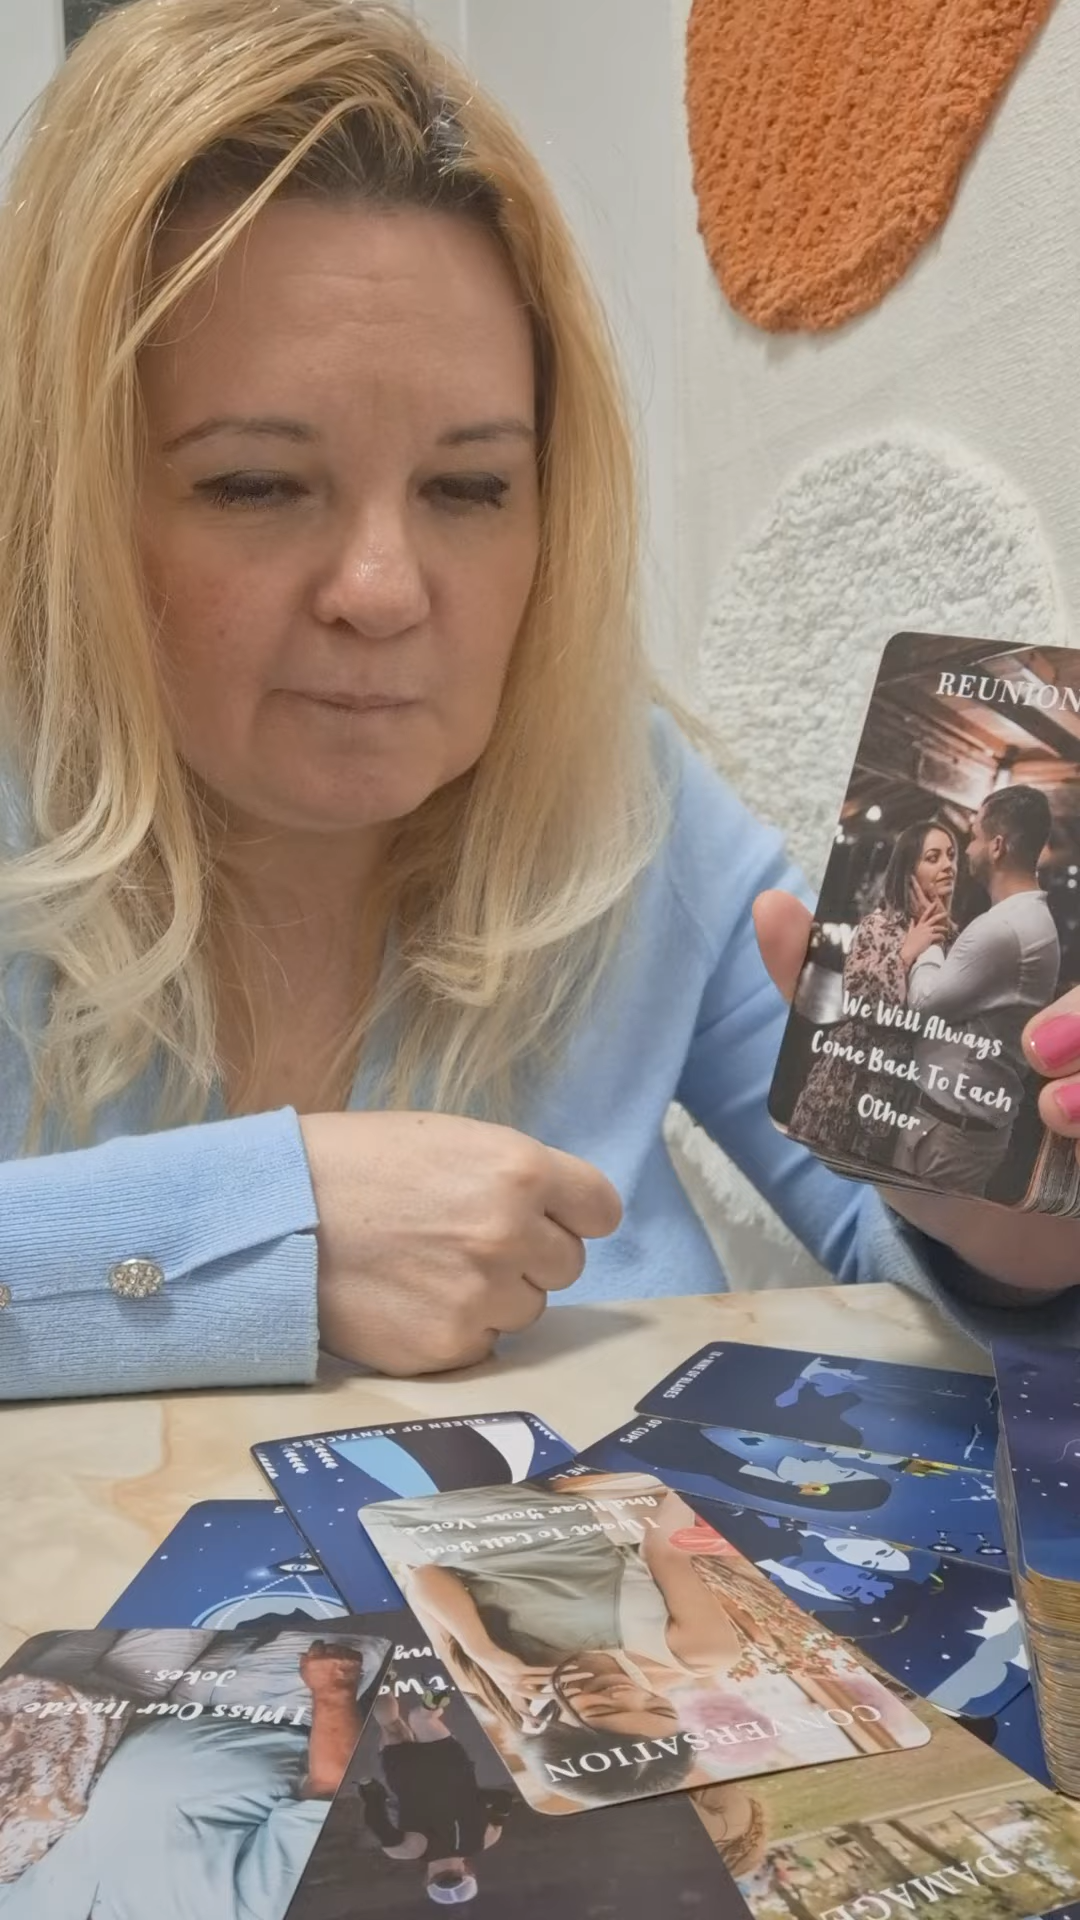 REUNION
We Will Always
Come Back To Each
Other.
QUEEN OF PENTACLES
OF CUPS
I Want To Call You
And Hear Your Voice.
CONVERSATION
I Miss Our Inside
Jokes.
DAMAGE